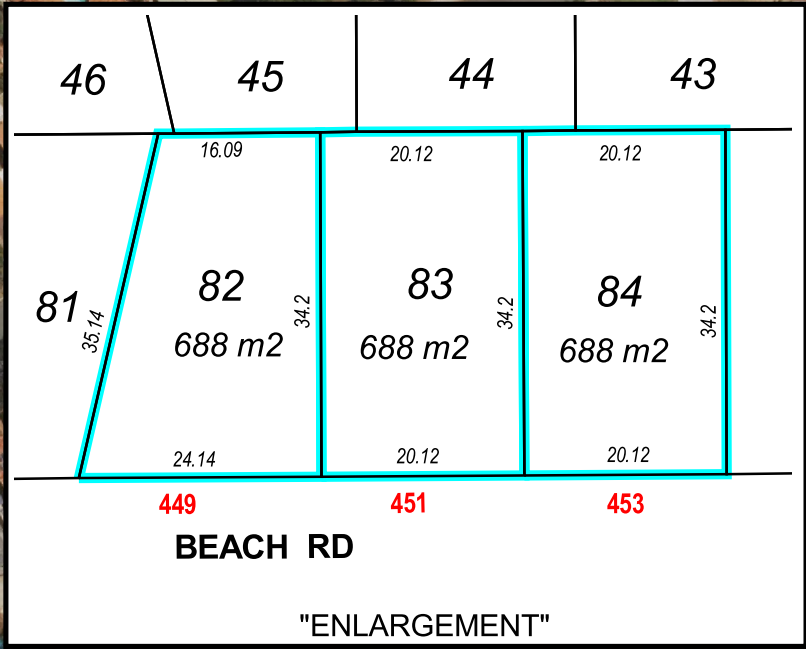 46 45 44 43
16.09 20.12 20.12
81 82 83 84
35.14 34.2 34.2 34.2
688 m2 688 m2 688 m2
24.14 20.12 20.12
449 451 453
BEACH RD
"ENLARGEMENT"